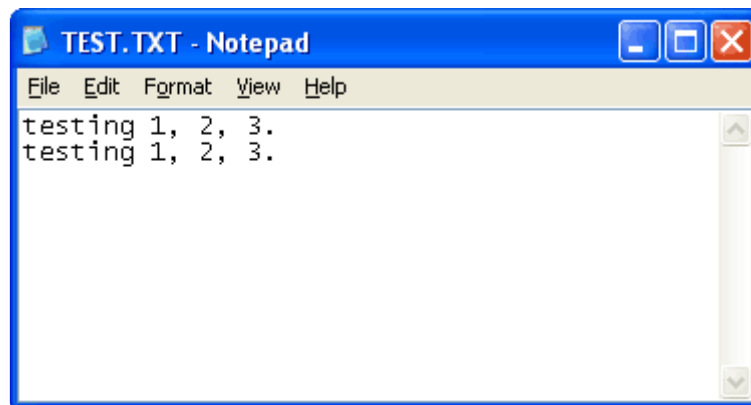 TEST.TXT - Notepad
File Edit Format View Help
testing 1, 2, 3.
testing 1, 2, 3.